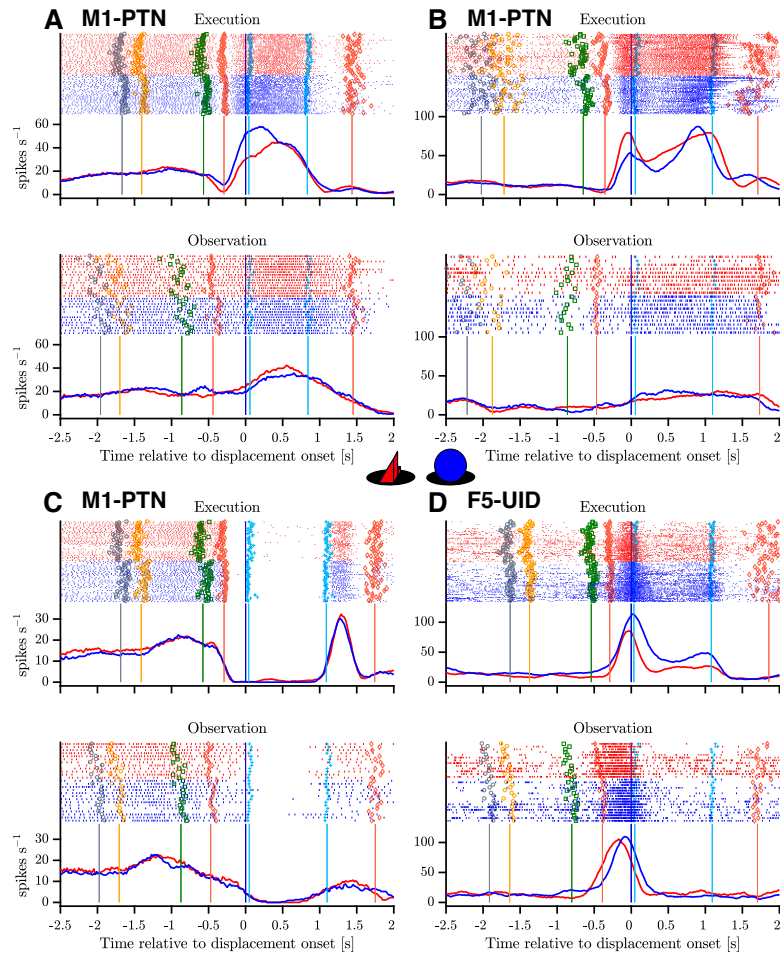 A M1-PTN
Execution
spikes s⁻¹
60
40
20
0
Observation
60
40
20
0
-2.5 -2 -1.5 -1 -0.5 0 0.5 1 1.5 2
Time relative to displacement onset [s]
B M1-PTN
Execution
100
50
0
Observation
100
50
0
-2.5 -2 -1.5 -1 -0.5 0 0.5 1 1.5 2
Time relative to displacement onset [s]
C M1-PTN
Execution
spikes s⁻¹
30
20
10
0
Observation
spikes s⁻¹
30
20
10
0
-2.5 -2 -1.5 -1 -0.5 0 0.5 1 1.5 2
Time relative to displacement onset [s]
D F5-UID
Execution
100
50
0
Observation
100
50
0
-2.5 -2 -1.5 -1 -0.5 0 0.5 1 1.5 2
Time relative to displacement onset [s]